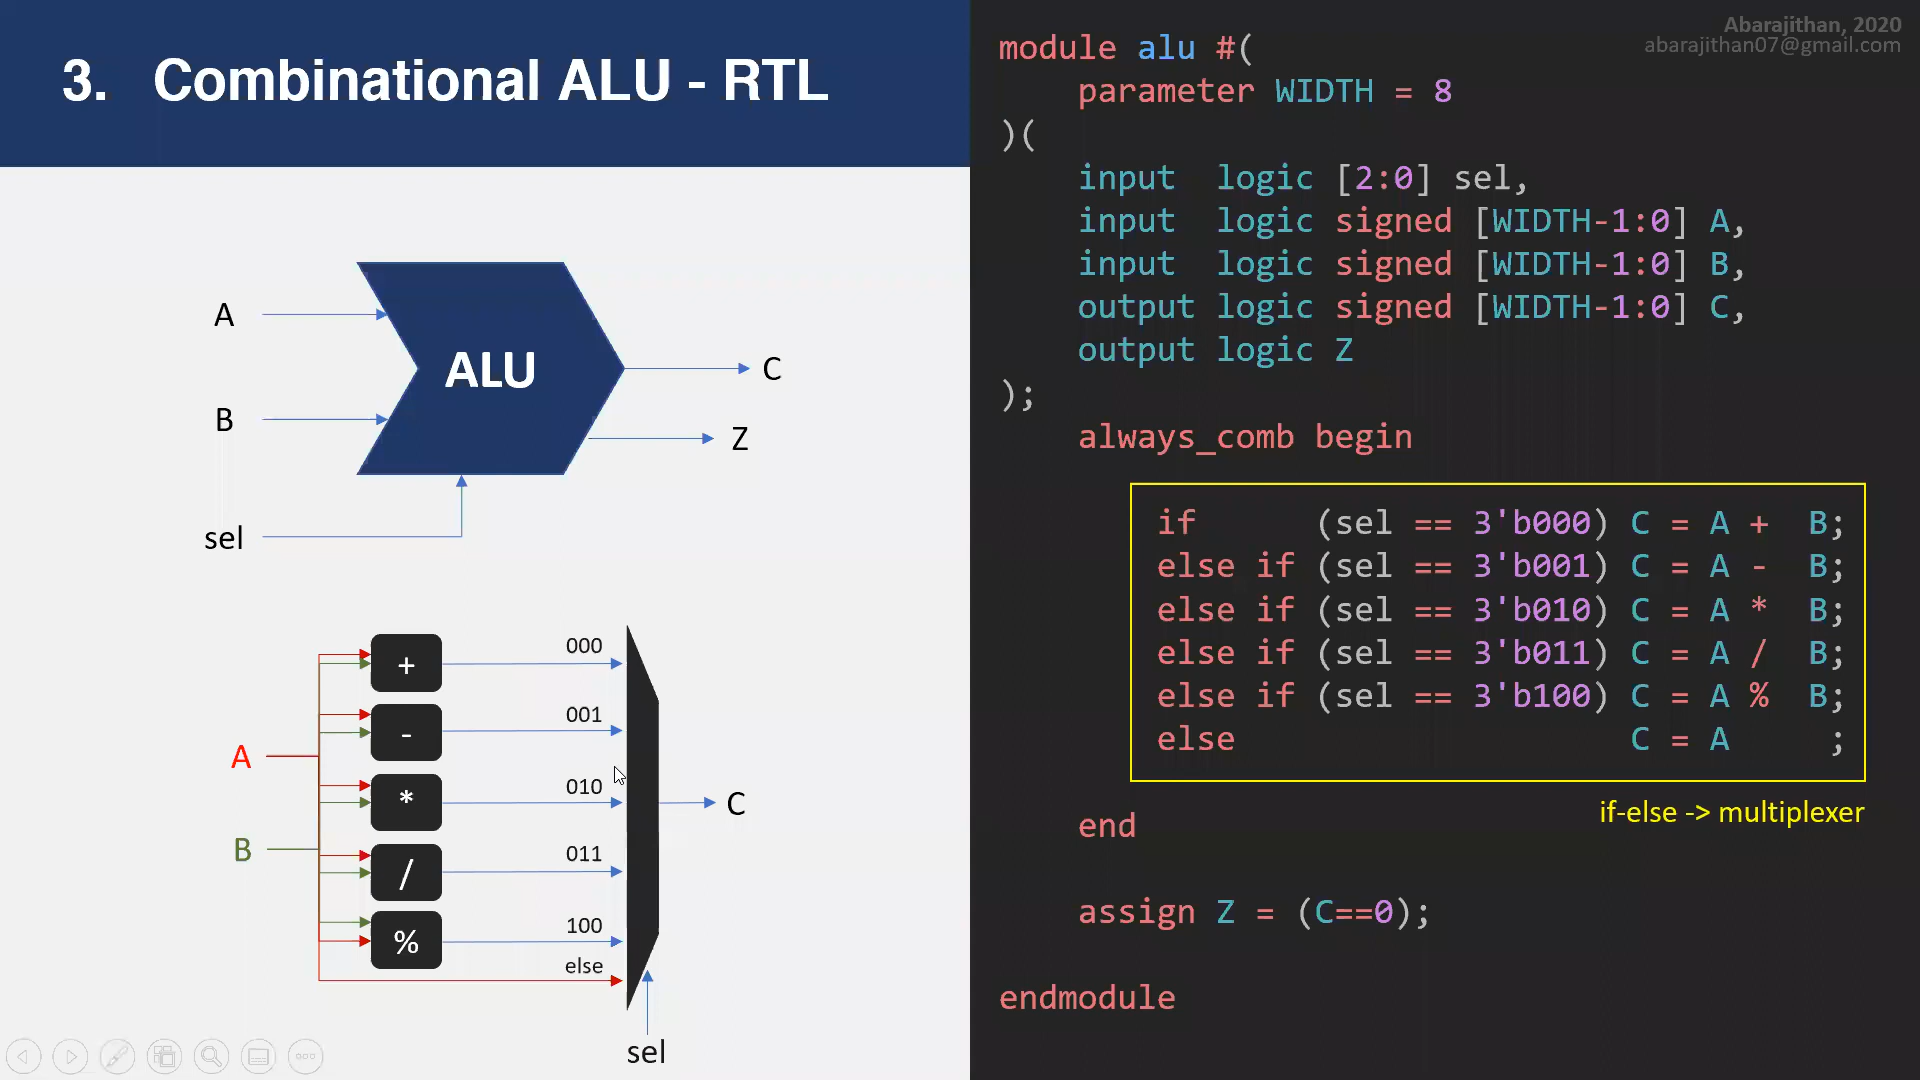 3. Combinational ALU - RTL
A
B
sel
ALU
C
Z
A
B
+
-
*
/
%
000
001
010
011
100
else
C
sel
Abarajithan, 2020
abarajithan07@gmail.com
module alu #(
parameter WIDTH = 8
)(
input logic [2:0] sel,
input logic signed [WIDTH-1:0] A,
input logic signed [WIDTH-1:0] B,
output logic signed [WIDTH-1:0] C,
output logic Z
);
always_comb begin
if (sel == 3'b000) C = A + B;
else if (sel == 3'b001) C = A - B;
else if (sel == 3'b010) C = A * B;
else if (sel == 3'b011) C = A / B;
else if (sel == 3'b100) C = A % B;
else C = A ;
if-else -> multiplexer
end
assign Z = (C==0);
endmodule